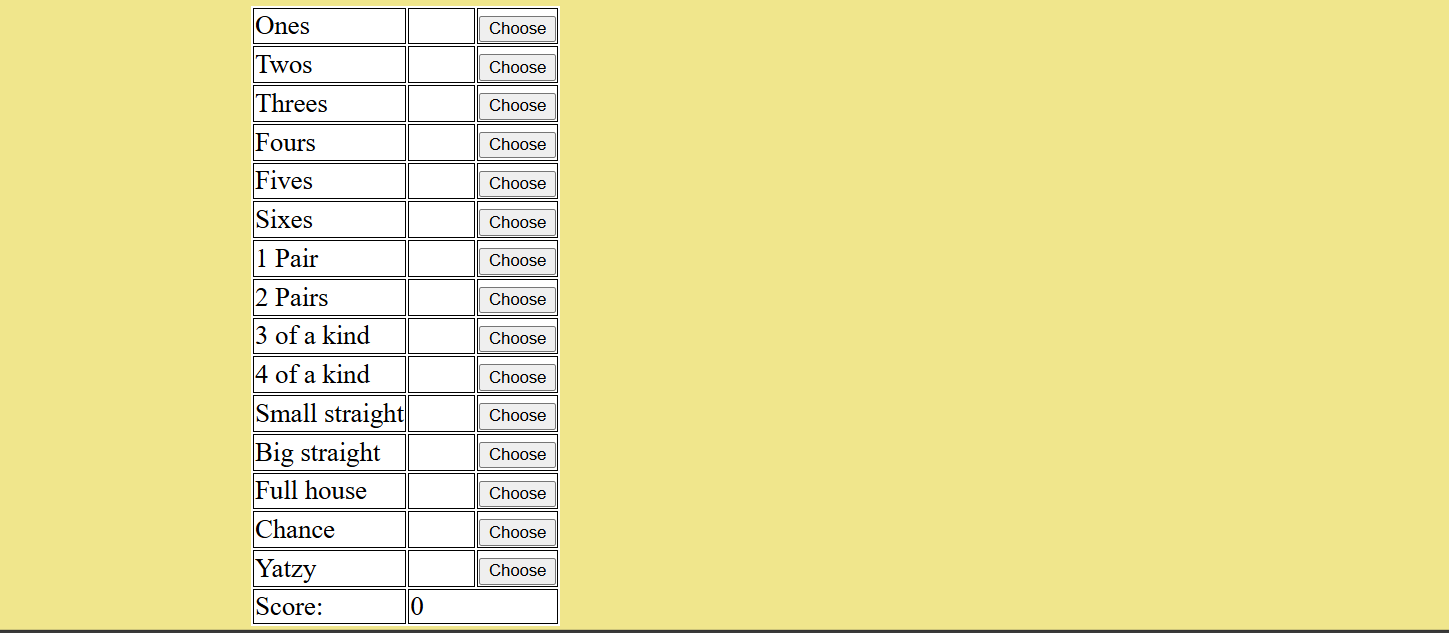 Ones Choose
Twos Choose
Threes Choose
Fours Choose
Fives Choose
Sixes Choose
1 Pair Choose
2 Pairs Choose
3 of a kind Choose
4 of a kind Choose
Small straight Choose
Big straight Choose
Full house Choose
Chance Choose
Yatzy Choose
Score: 0